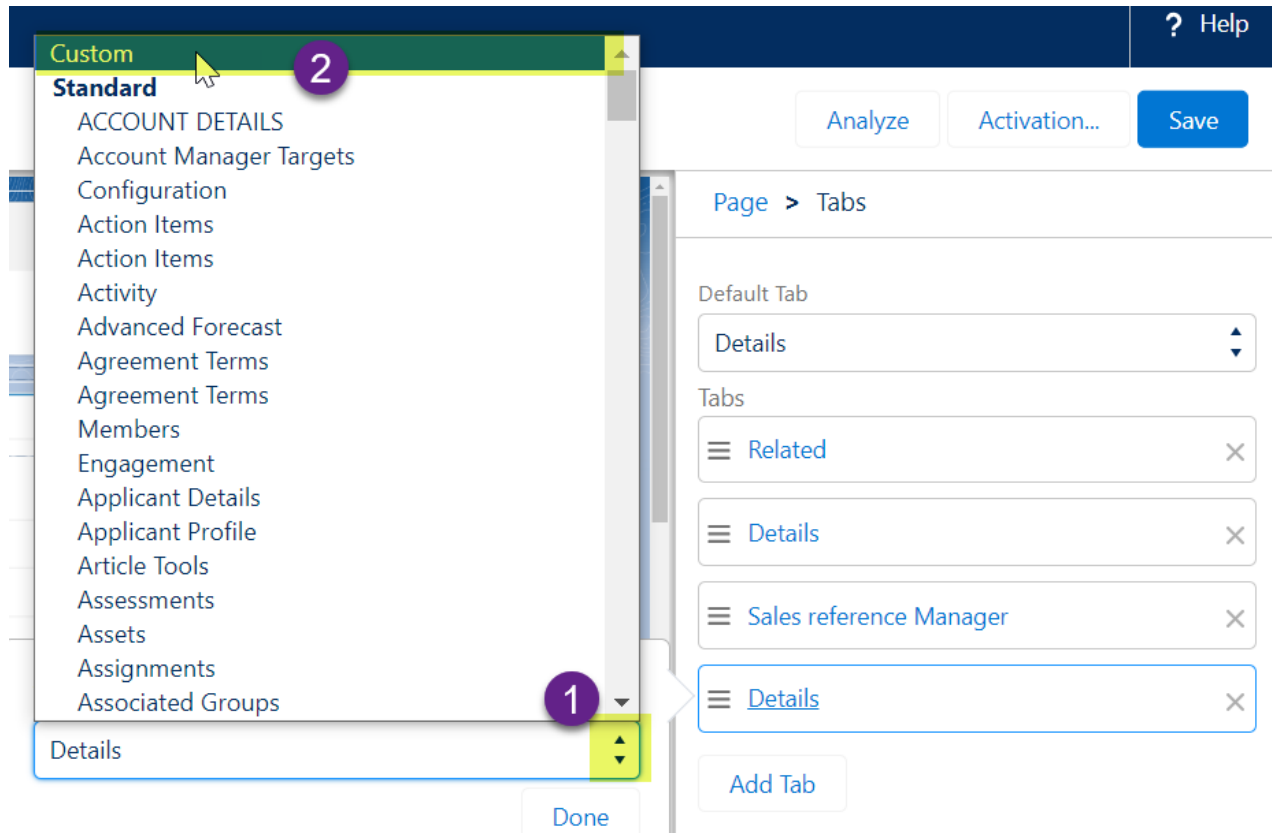 ? Help
Custom
2
Standard
ACCOUNT DETAILS
Account Manager Targets
Configuration
Action Items
Action Items
Activity
Advanced Forecast
Agreement Terms
Agreement Terms
Members
Engagement
Applicant Details
Applicant Profile
Article Tools
Assessments
Assets
Assignments
Associated Groups
1
Details
Done
Analyze
Activation...
Save
Page > Tabs
Default Tab
Details
Tabs
Related
Details
Sales reference Manager
Details
Add Tab